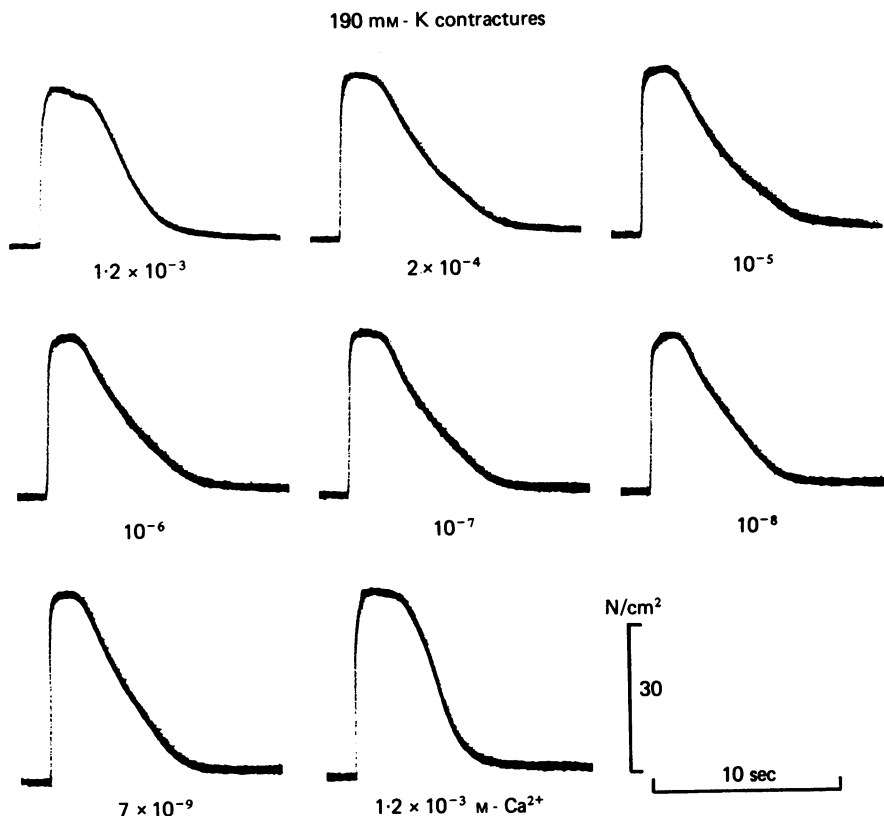 190 mM - K contractures
1·2 × 10⁻³
2 × 10⁻⁴
10⁻⁵
10⁻⁶
10⁻⁷
10⁻⁸
N/cm²
30
10 sec
7 × 10⁻⁹
1·2 × 10⁻³ M - Ca²⁺